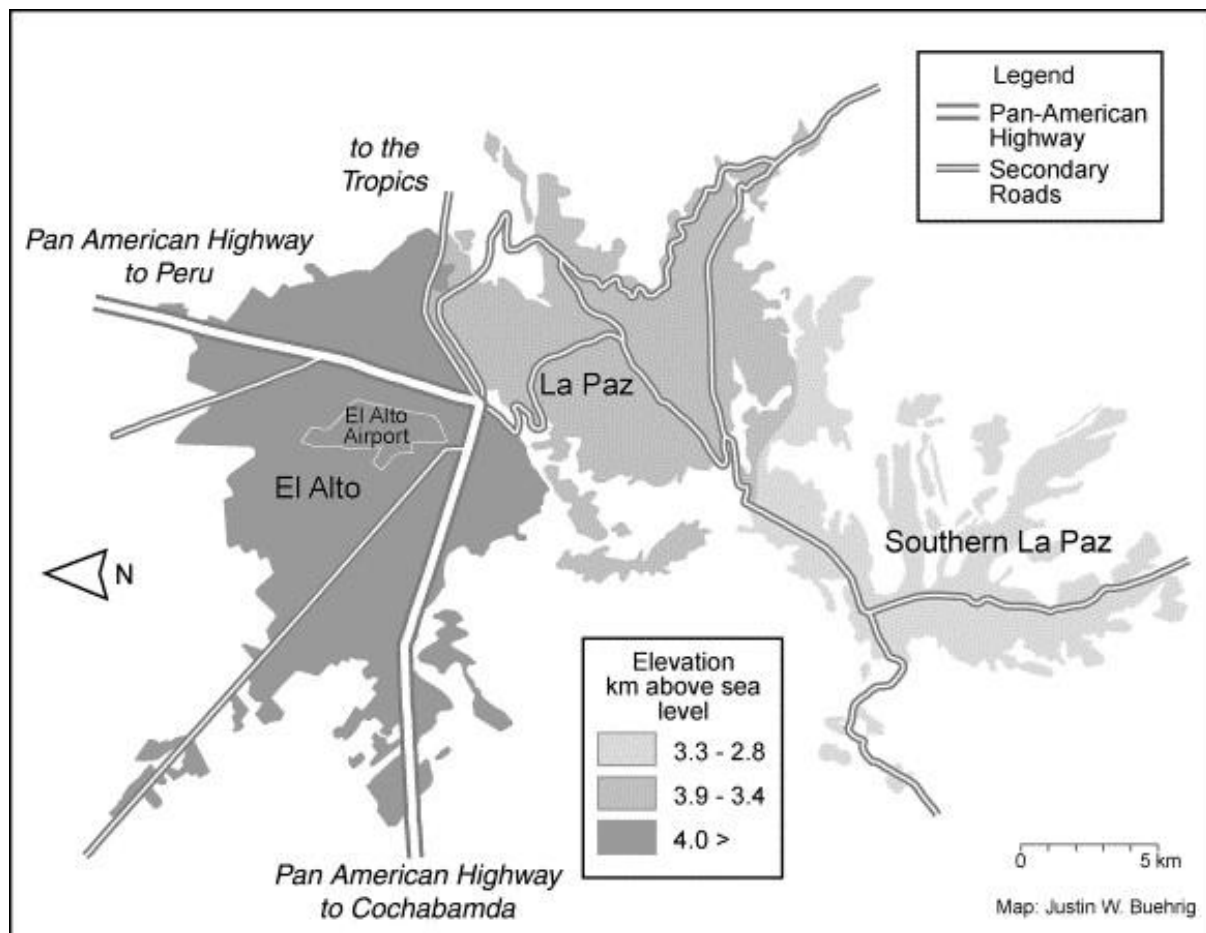 Legend
Pan-American
Highway
Secondary
Roads
to the
Tropics
Pan American Highway
to Peru
La Paz
El Alto
Airport
El Alto
Southern La Paz
N
Elevation
km above sea
level
3.3 - 2.8
3.9 - 3.4
4.0 >
0 5 km
Pan American Highway
to Cochabamda
Map: Justin W. Buehrig